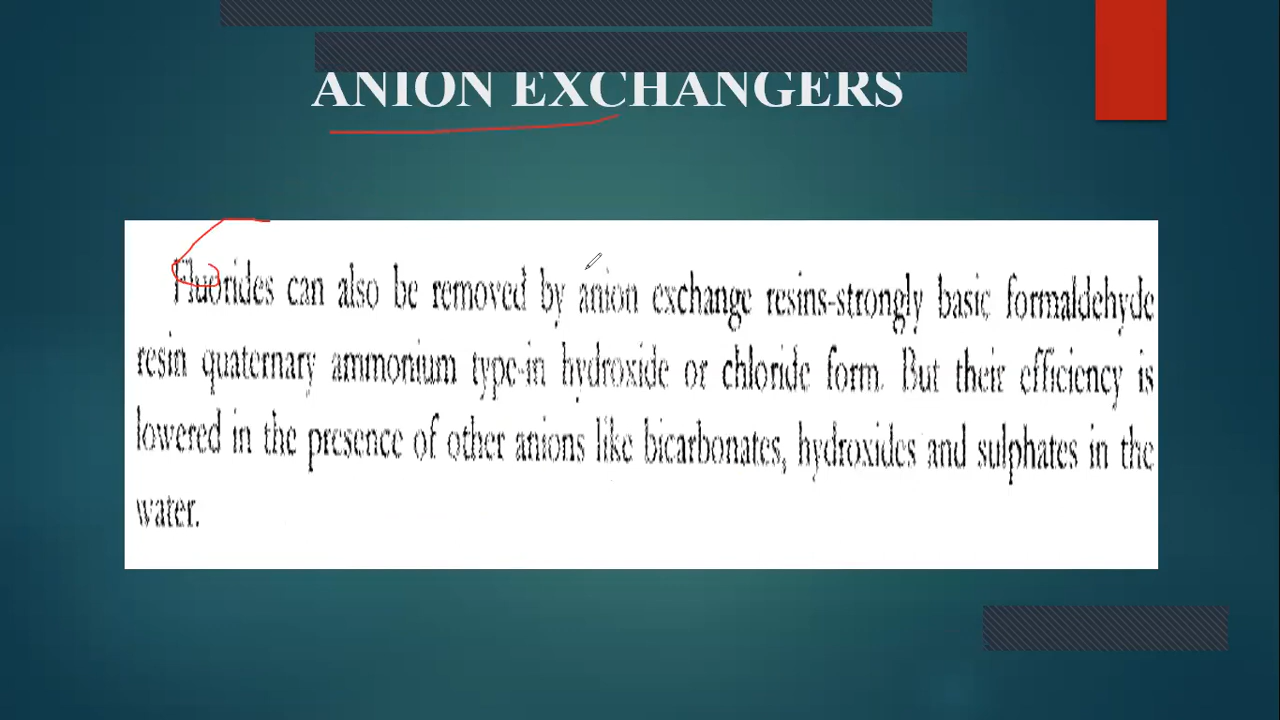 ANION EXCHANGERS
Fluorides can also be removed by anion exchange resins-strongly basic formaldehyde
resin quaternary ammonium type-in hydroxide or chloride form. But their efficiency is
lowered in the presence of other anions like bicarbonates, hydroxides and sulphates in the
water.